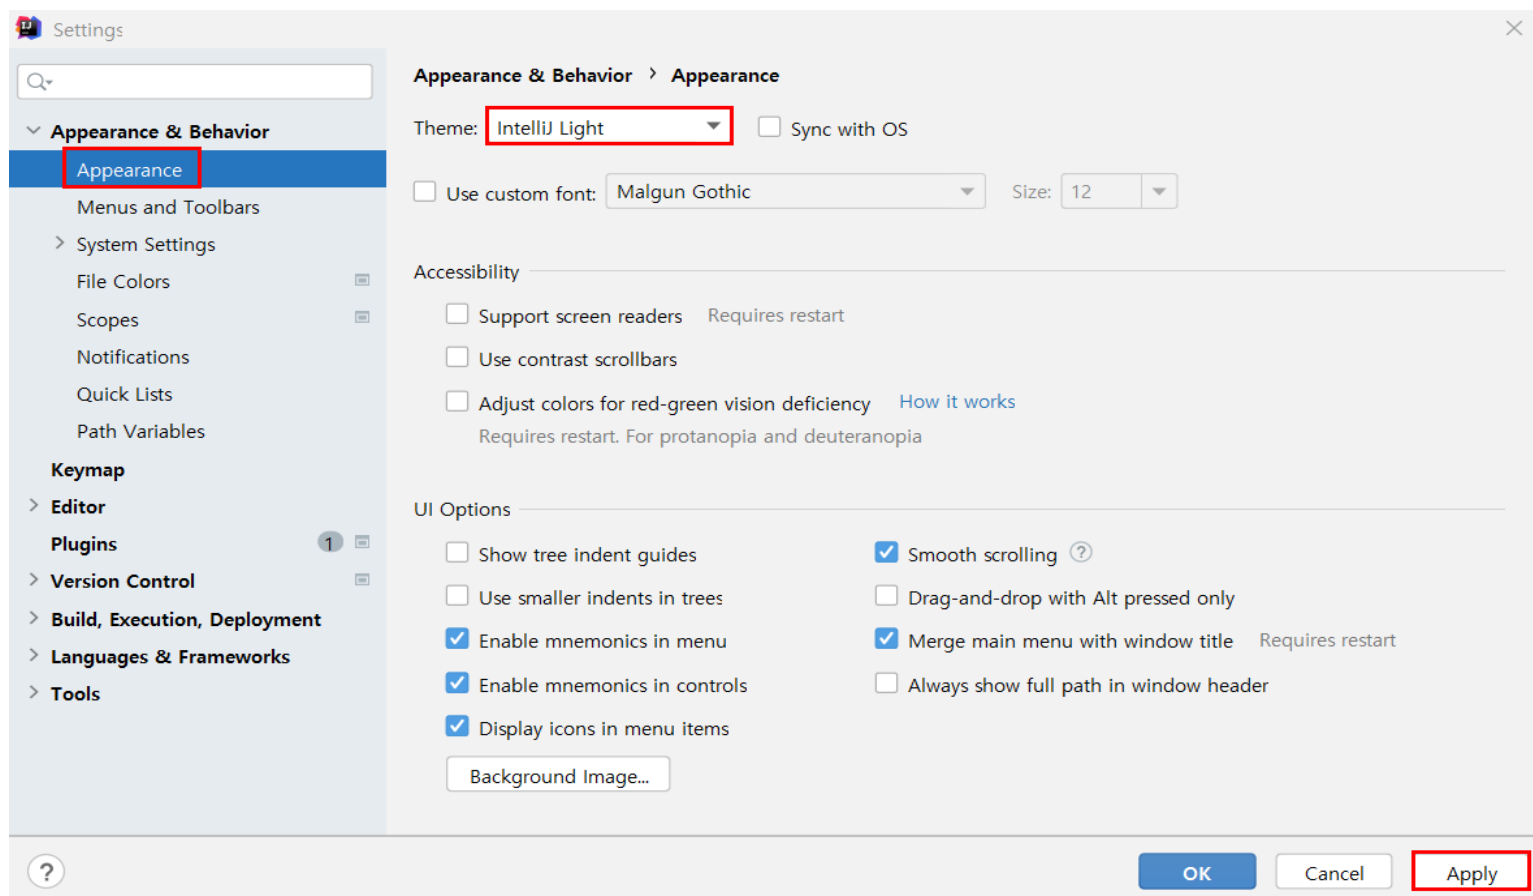 Settings
Appearance & Behavior
Appearance
Menus and Toolbars
System Settings
File Colors
Scopes
Notifications
Quick Lists
Path Variables
Keymap
Editor
Plugins 1
Version Control
Build, Execution, Deployment
Languages & Frameworks
Tools
Appearance & Behavior › Appearance
Theme: IntelliJ Light Sync with OS
Use custom font: Malgun Gothic Size: 12
Accessibility
Support screen readers Requires restart
Use contrast scrollbars
Adjust colors for red-green vision deficiency How it works
Requires restart. For protanopia and deuteranopia
UI Options
Show tree indent guides Smooth scrolling ?
Use smaller indents in trees Drag-and-drop with Alt pressed only
Enable mnemonics in menu Merge main menu with window title Requires restart
Enable mnemonics in controls Always show full path in window header
Display icons in menu items
Background Image...
? OK Cancel Apply